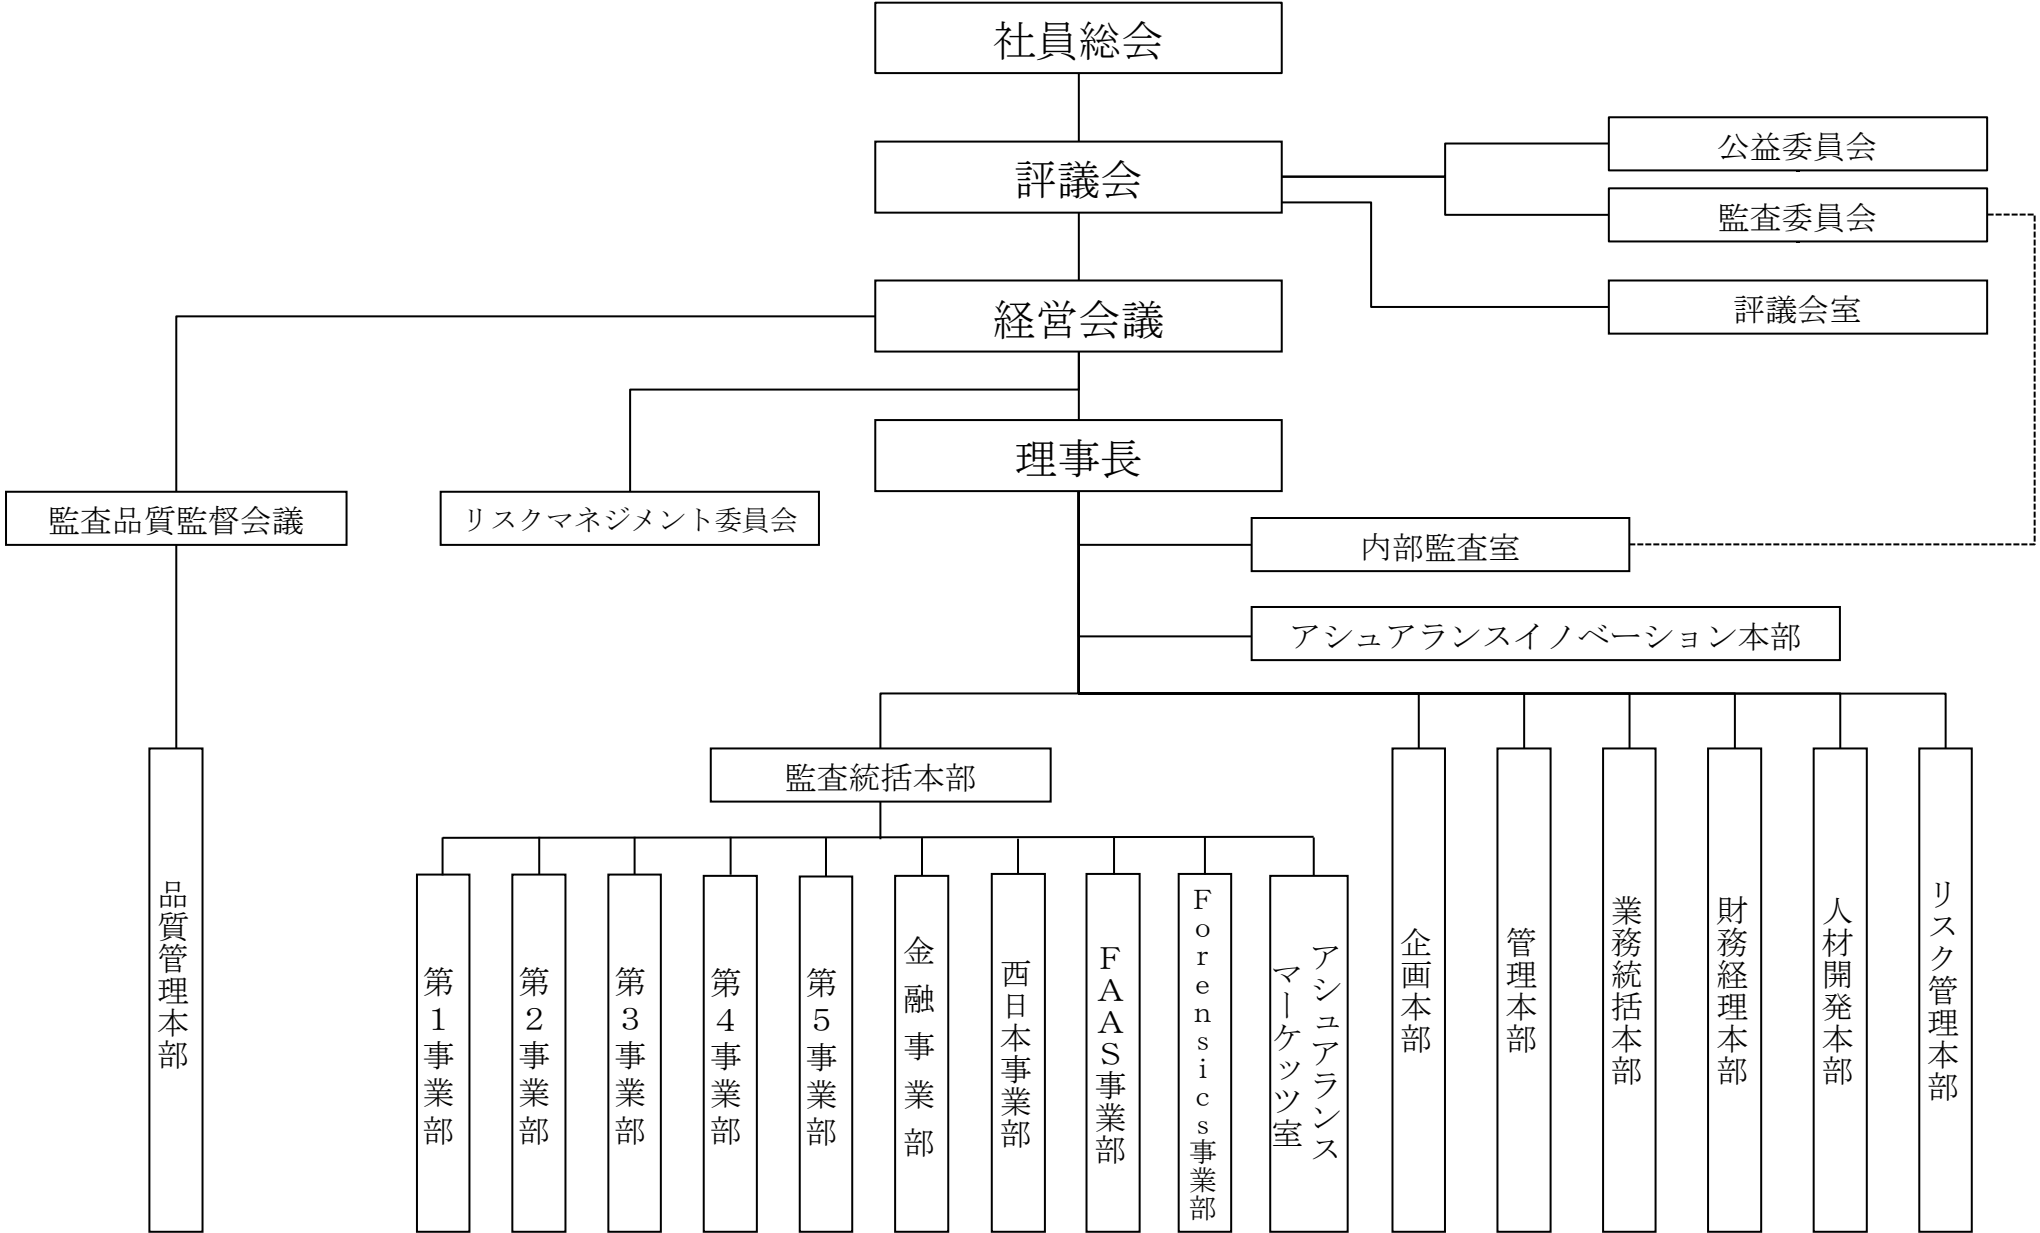 社員総会
公益委員会
評議会
監査委員会
評議会室
経営会議
理事長
監査品質監督会議
リスクマネジメント委員会
内部監査室
アシュアランスイノベーション本部
監査統括本部
品質管理本部
第１事業部
第２事業部
第３事業部
第４事業部
第５事業部
金融事業部
西日本事業部
ＦＡＡＳ事業部
Ｆｏｒｅｎｓｉｃｓ事業部
アシュアランス
マーケッツ室
企画本部
管理本部
業務統括本部
財務経理本部
人材開発本部
リスク管理本部